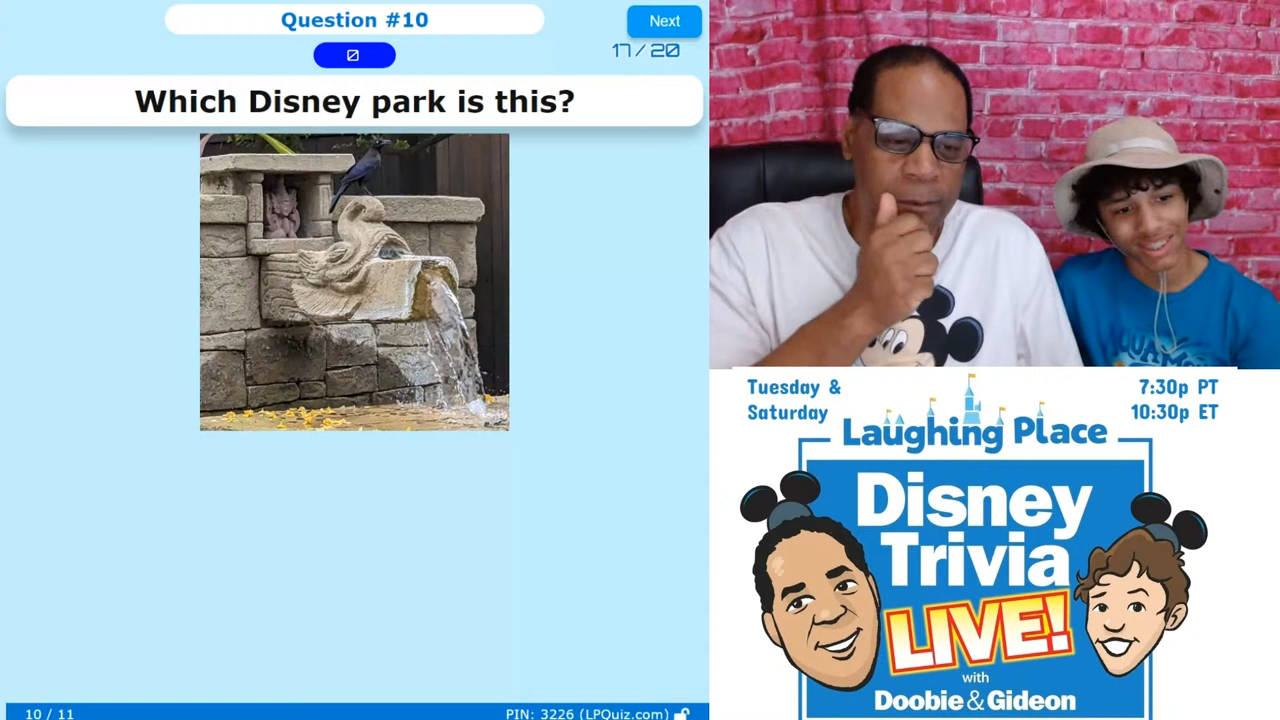 Question #10
Next
17/20
Which Disney park is this?
Tuesday &
Saturday
7:30p PT
10:30p ET
Laughing Place
Disney
Trivia
LIVE!
with
Doobie & Gideon
10 / 11
PIN: 3226 (LPQuiz.com)